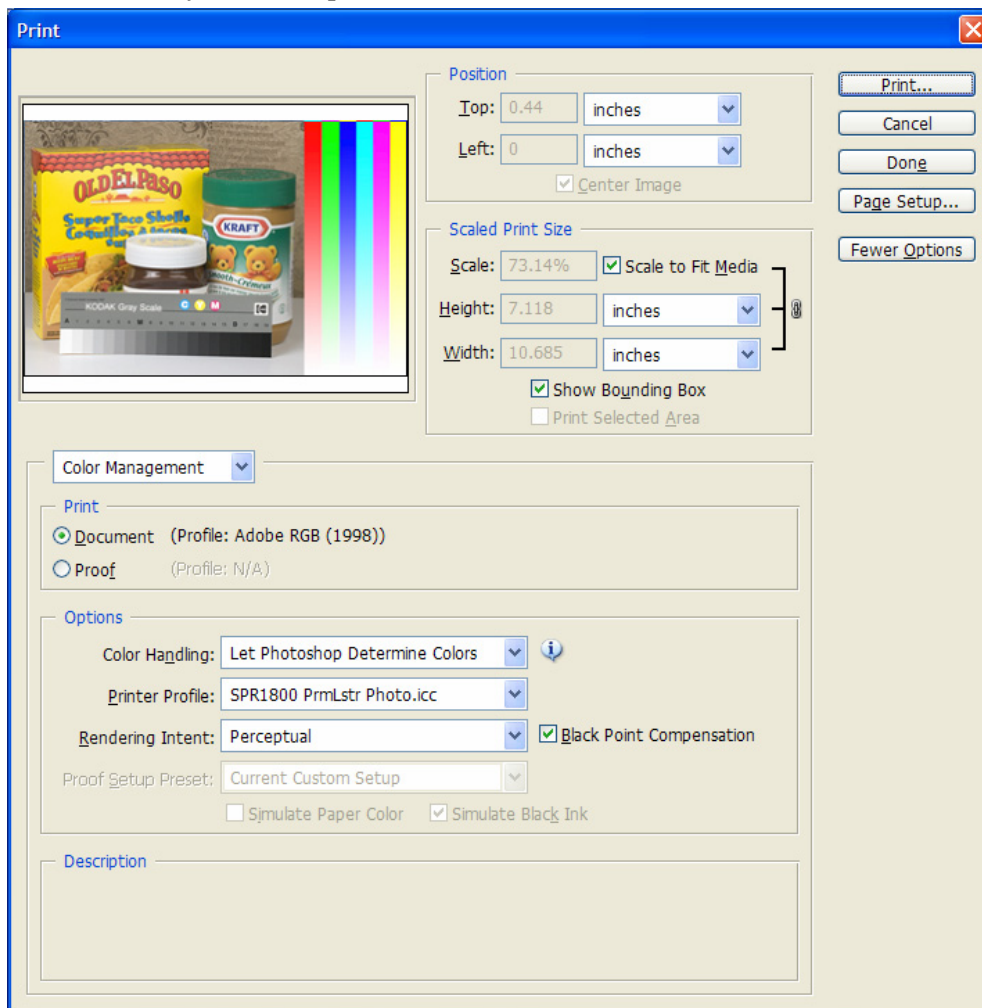 Print
OLD EL PASO
Super Taco Shells
KRAFT
KODAK Gray Scale
C Y M
Position
Top: 0.44 inches
Left: 0 inches
Center Image
Scaled Print Size
Scale: 73.14% Scale to Fit Media
Height: 7.118 inches
Width: 10.685 inches
Show Bounding Box
Print Selected Area
Print...
Cancel
Done
Page Setup...
Fewer Options
Color Management
Print
Document (Profile: Adobe RGB (1998))
Proof (Profile: N/A)
Options
Color Handling: Let Photoshop Determine Colors
Printer Profile: SPR1800 PrmLstr Photo.icc
Rendering Intent: Perceptual Black Point Compensation
Proof Setup Preset: Current Custom Setup
Simulate Paper Color Simulate Black Ink
Description